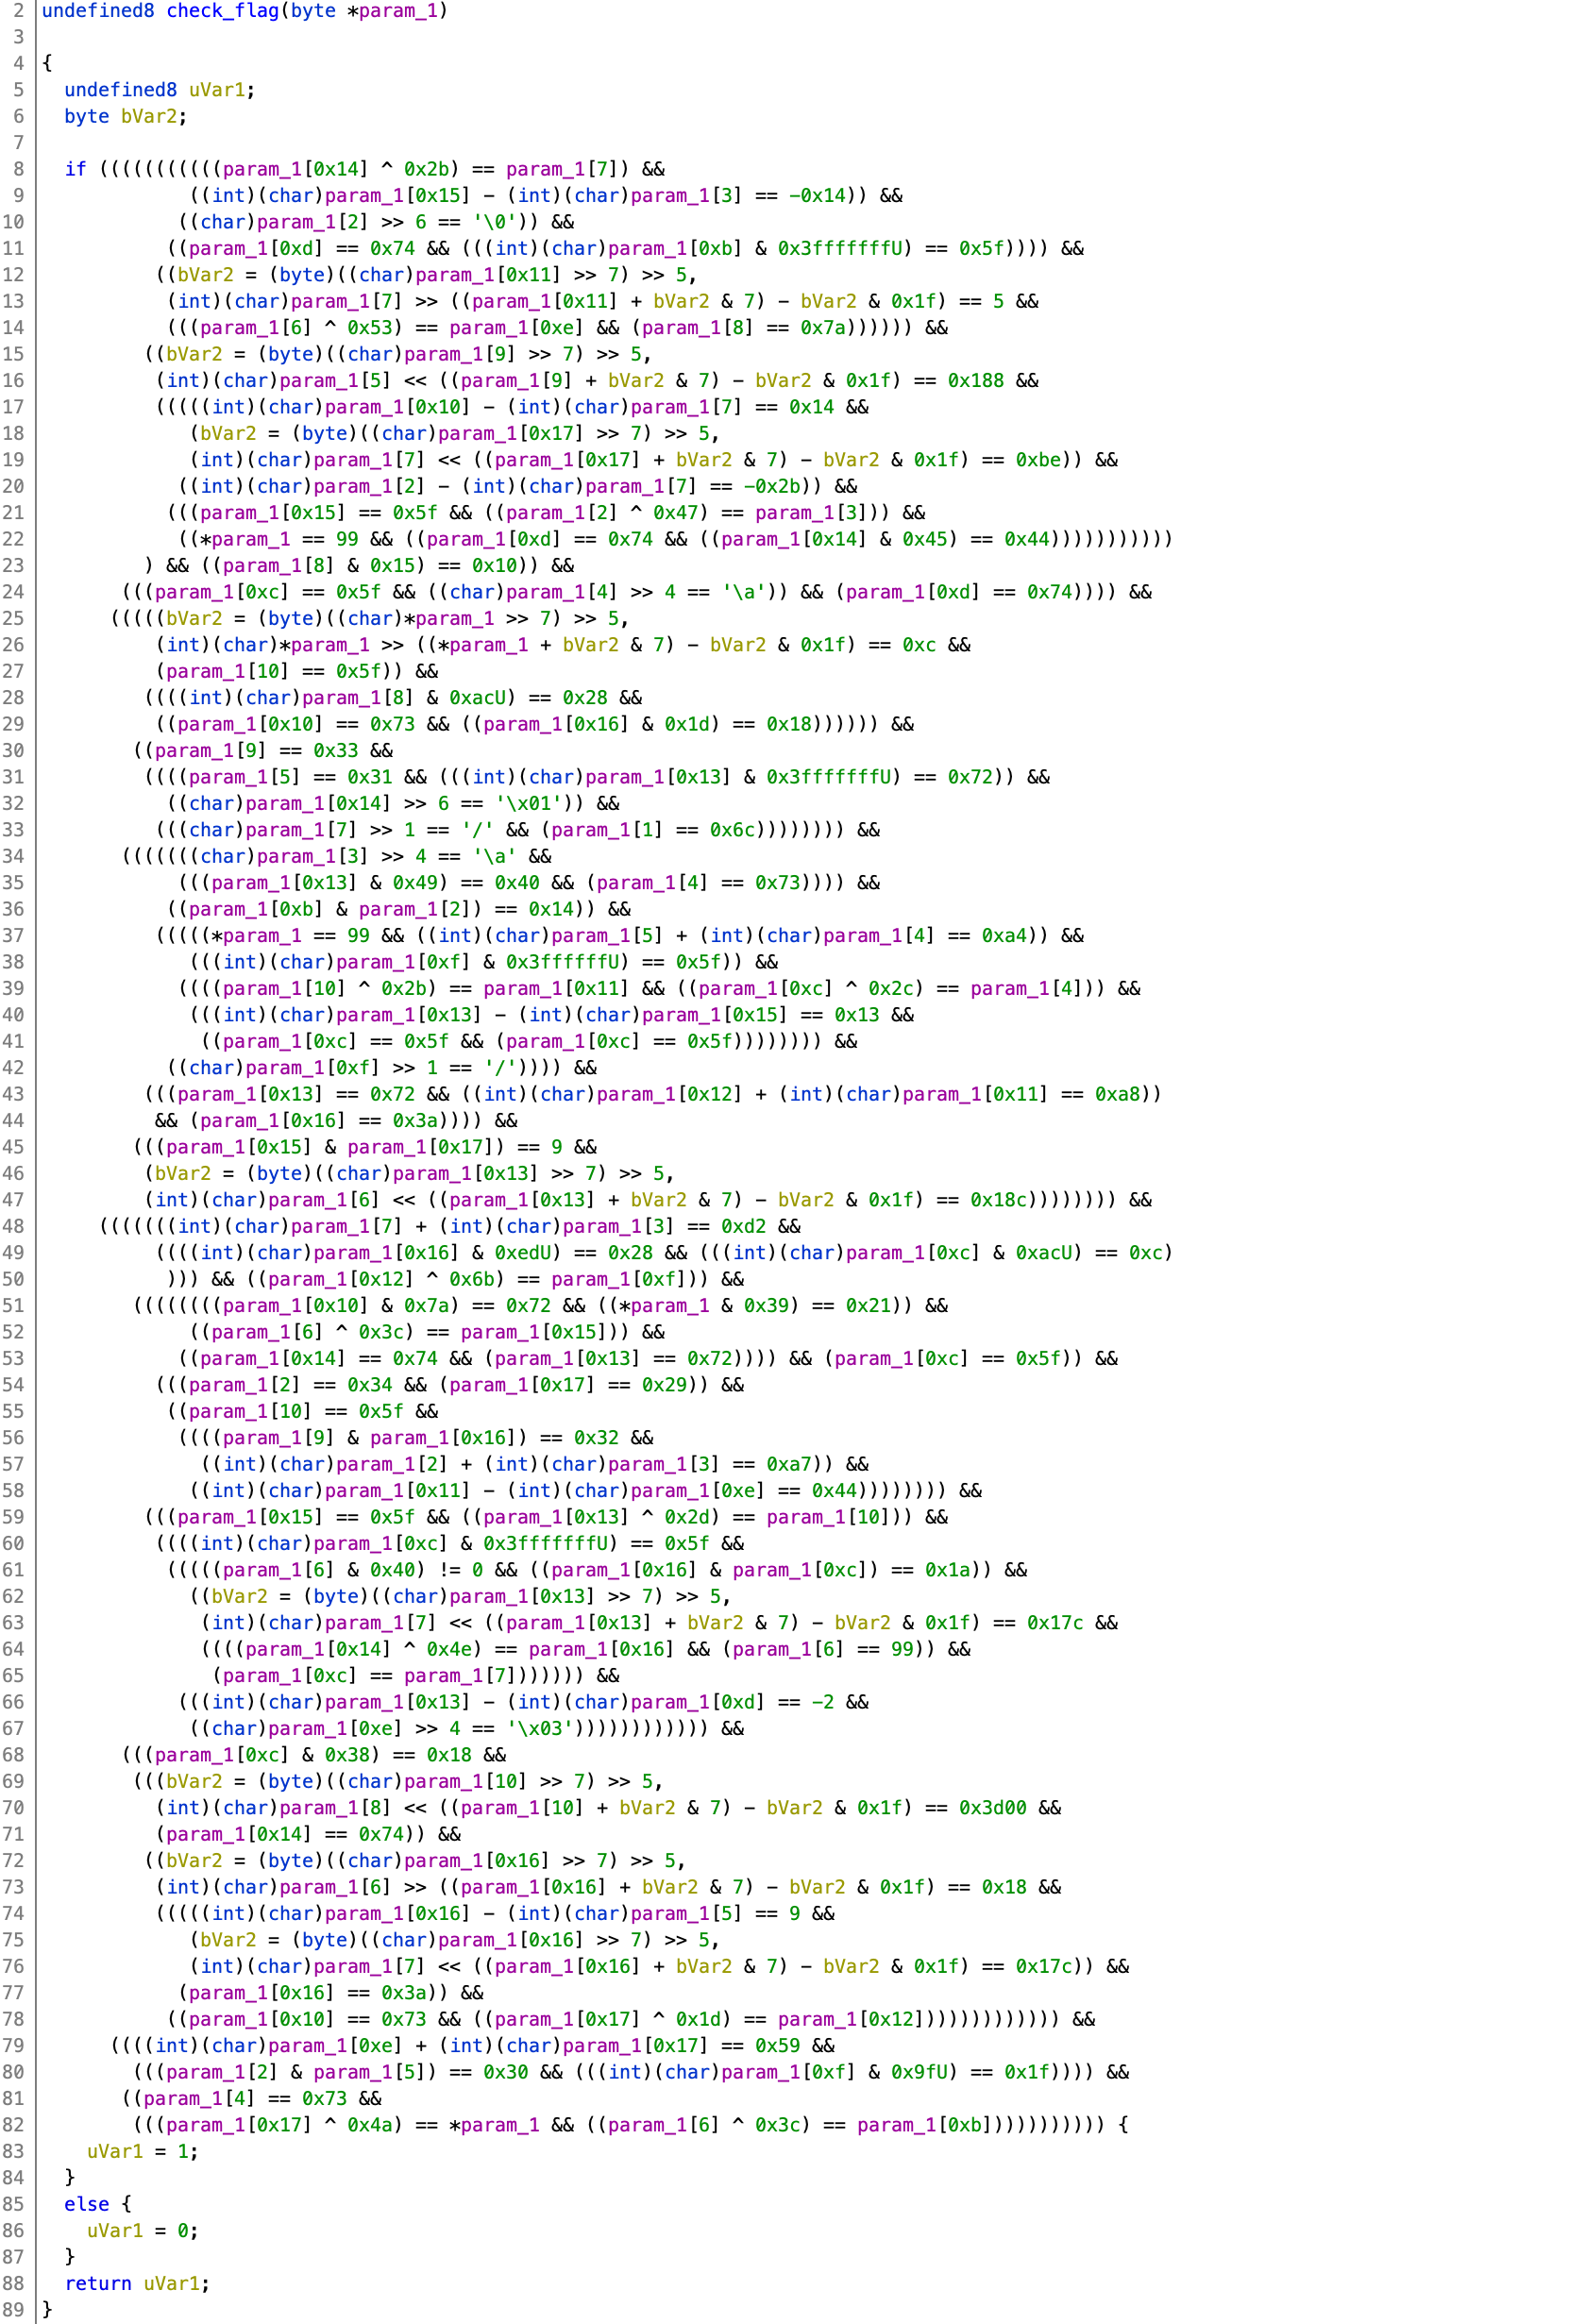 2 undefined8 check_flag(byte *param_1)
3
4 {
5   undefined8 uVar1;
6   byte bVar2;
7
8   if (((((((((((param_1[0x14] ^ 0x2b) == param_1[7]) &&
9              ((int)(char)param_1[0x15] - (int)(char)param_1[3] == -0x14)) &&
10             ((char)param_1[2] >> 6 == '\0')) &&
11            ((param_1[0xd] == 0x74 && (((int)(char)param_1[0xb] & 0x3fffffffU) == 0x5f)))) &&
12           ((bVar2 = (byte)((char)param_1[0x11] >> 7) >> 5,
13            (int)(char)param_1[7] >> ((param_1[0x11] + bVar2 & 7) - bVar2 & 0x1f) == 5 &&
14            (((param_1[6] ^ 0x53) == param_1[0xe] && (param_1[8] == 0x7a)))))) &&
15          ((bVar2 = (byte)((char)param_1[9] >> 7) >> 5,
16           (int)(char)param_1[5] << ((param_1[9] + bVar2 & 7) - bVar2 & 0x1f) == 0x188 &&
17           (((((int)(char)param_1[0x10] - (int)(char)param_1[7] == 0x14 &&
18              (bVar2 = (byte)((char)param_1[0x17] >> 7) >> 5,
19              (int)(char)param_1[7] << ((param_1[0x17] + bVar2 & 7) - bVar2 & 0x1f) == 0xbe)) &&
20             ((int)(char)param_1[2] - (int)(char)param_1[7] == -0x2b)) &&
21            (((param_1[0x15] == 0x5f && ((param_1[2] ^ 0x47) == param_1[3])) &&
22             ((*param_1 == 99 && ((param_1[0xd] == 0x74 && ((param_1[0x14] & 0x45) == 0x44)))))))))))
23          ) && ((param_1[8] & 0x15) == 0x10)) &&
24        (((param_1[0xc] == 0x5f && ((char)param_1[4] >> 4 == '\a')) && (param_1[0xd] == 0x74)))) &&
25       (((((bVar2 = (byte)((char)*param_1 >> 7) >> 5,
26           (int)(char)*param_1 >> ((*param_1 + bVar2 & 7) - bVar2 & 0x1f) == 0xc &&
27           (param_1[10] == 0x5f)) &&
28          ((((int)(char)param_1[8] & 0xacU) == 0x28 &&
29           ((param_1[0x10] == 0x73 && ((param_1[0x16] & 0x1d) == 0x18)))))) &&
30         ((param_1[9] == 0x33 &&
31          ((((param_1[5] == 0x31 && (((int)(char)param_1[0x13] & 0x3fffffffU) == 0x72)) &&
32            ((char)param_1[0x14] >> 6 == '\x01')) &&
33           (((char)param_1[7] >> 1 == '/' && (param_1[1] == 0x6c)))))))) &&
34        (((((((char)param_1[3] >> 4 == '\a' &&
35             (((param_1[0x13] & 0x49) == 0x40 && (param_1[4] == 0x73)))) &&
36            ((param_1[0xb] & param_1[2]) == 0x14)) &&
37           (((((*param_1 == 99 && ((int)(char)param_1[5] + (int)(char)param_1[4] == 0xa4)) &&
38              (((int)(char)param_1[0xf] & 0x3ffffffU) == 0x5f)) &&
39             ((((param_1[10] ^ 0x2b) == param_1[0x11] && ((param_1[0xc] ^ 0x2c) == param_1[4])) &&
40              (((int)(char)param_1[0x13] - (int)(char)param_1[0x15] == 0x13 &&
41               ((param_1[0xc] == 0x5f && (param_1[0xc] == 0x5f)))))))) &&
42            ((char)param_1[0xf] >> 1 == '/')))) &&
43          (((param_1[0x13] == 0x72 && ((int)(char)param_1[0x12] + (int)(char)param_1[0x11] == 0xa8))
44           && (param_1[0x16] == 0x3a)))) &&
45         (((param_1[0x15] & param_1[0x17]) == 9 &&
46          (bVar2 = (byte)((char)param_1[0x13] >> 7) >> 5,
47          (int)(char)param_1[6] << ((param_1[0x13] + bVar2 & 7) - bVar2 & 0x1f) == 0x18c)))))))) &&
48      (((((((int)(char)param_1[7] + (int)(char)param_1[3] == 0xd2 &&
49           ((((int)(char)param_1[0x16] & 0xedU) == 0x28 && (((int)(char)param_1[0xc] & 0xacU) == 0xc)
50            ))) && ((param_1[0x12] ^ 0x6b) == param_1[0xf])) &&
51         ((((((((param_1[0x10] & 0x7a) == 0x72 && ((*param_1 & 0x39) == 0x21)) &&
52              ((param_1[6] ^ 0x3c) == param_1[0x15])) &&
53             ((param_1[0x14] == 0x74 && (param_1[0x13] == 0x72)))) && (param_1[0xc] == 0x5f)) &&
54           (((param_1[2] == 0x34 && (param_1[0x17] == 0x29)) &&
55            ((param_1[10] == 0x5f &&
56             ((((param_1[9] & param_1[0x16]) == 0x32 &&
57               ((int)(char)param_1[2] + (int)(char)param_1[3] == 0xa7)) &&
58              ((int)(char)param_1[0x11] - (int)(char)param_1[0xe] == 0x44)))))))) &&
59          (((param_1[0x15] == 0x5f && ((param_1[0x13] ^ 0x2d) == param_1[10])) &&
60           ((((int)(char)param_1[0xc] & 0x3fffffffU) == 0x5f &&
61            (((((param_1[6] & 0x40) != 0 && ((param_1[0x16] & param_1[0xc]) == 0x1a)) &&
62              ((bVar2 = (byte)((char)param_1[0x13] >> 7) >> 5,
63               (int)(char)param_1[7] << ((param_1[0x13] + bVar2 & 7) - bVar2 & 0x1f) == 0x17c &&
64               ((((param_1[0x14] ^ 0x4e) == param_1[0x16] && (param_1[6] == 99)) &&
65                (param_1[0xc] == param_1[7])))))) &&
66             (((int)(char)param_1[0x13] - (int)(char)param_1[0xd] == -2 &&
67              ((char)param_1[0xe] >> 4 == '\x03')))))))))))) &&
68        (((param_1[0xc] & 0x38) == 0x18 &&
69         (((bVar2 = (byte)((char)param_1[10] >> 7) >> 5,
70           (int)(char)param_1[8] << ((param_1[10] + bVar2 & 7) - bVar2 & 0x1f) == 0x3d00 &&
71           (param_1[0x14] == 0x74)) &&
72          ((bVar2 = (byte)((char)param_1[0x16] >> 7) >> 5,
73           (int)(char)param_1[6] >> ((param_1[0x16] + bVar2 & 7) - bVar2 & 0x1f) == 0x18 &&
74           (((((int)(char)param_1[0x16] - (int)(char)param_1[5] == 9 &&
75              (bVar2 = (byte)((char)param_1[0x16] >> 7) >> 5,
76              (int)(char)param_1[7] << ((param_1[0x16] + bVar2 & 7) - bVar2 & 0x1f) == 0x17c)) &&
77             (param_1[0x16] == 0x3a)) &&
78            ((param_1[0x10] == 0x73 && ((param_1[0x17] ^ 0x1d) == param_1[0x12])))))))))))) &&
79       ((((int)(char)param_1[0xe] + (int)(char)param_1[0x17] == 0x59 &&
80         (((param_1[2] & param_1[5]) == 0x30 && (((int)(char)param_1[0xf] & 0x9fU) == 0x1f)))) &&
81        ((param_1[4] == 0x73 &&
82         (((param_1[0x17] ^ 0x4a) == *param_1 && ((param_1[6] ^ 0x3c) == param_1[0xb]))))))))))) {
83     uVar1 = 1;
84   }
85   else {
86     uVar1 = 0;
87   }
88   return uVar1;
89 }